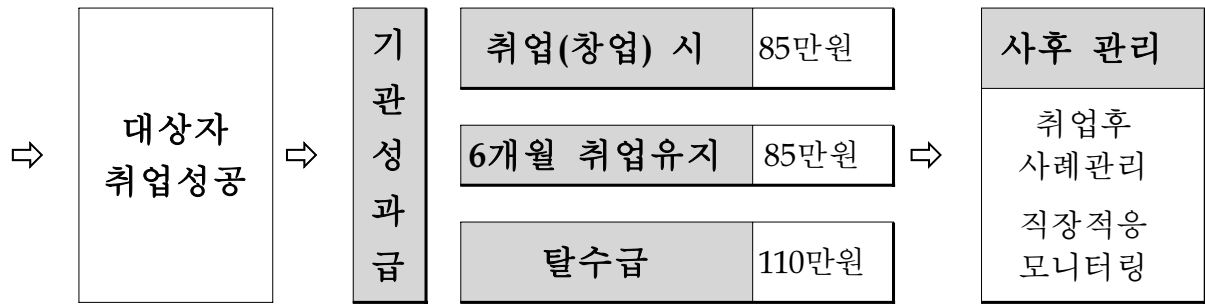 ⇨
대상자
취업성공
⇨
기
관
성
과
급
취업(창업) 시 85만원
6개월 취업유지 85만원
탈수급 110만원
⇨
사후 관리
취업후
사례관리
직장적응
모니터링